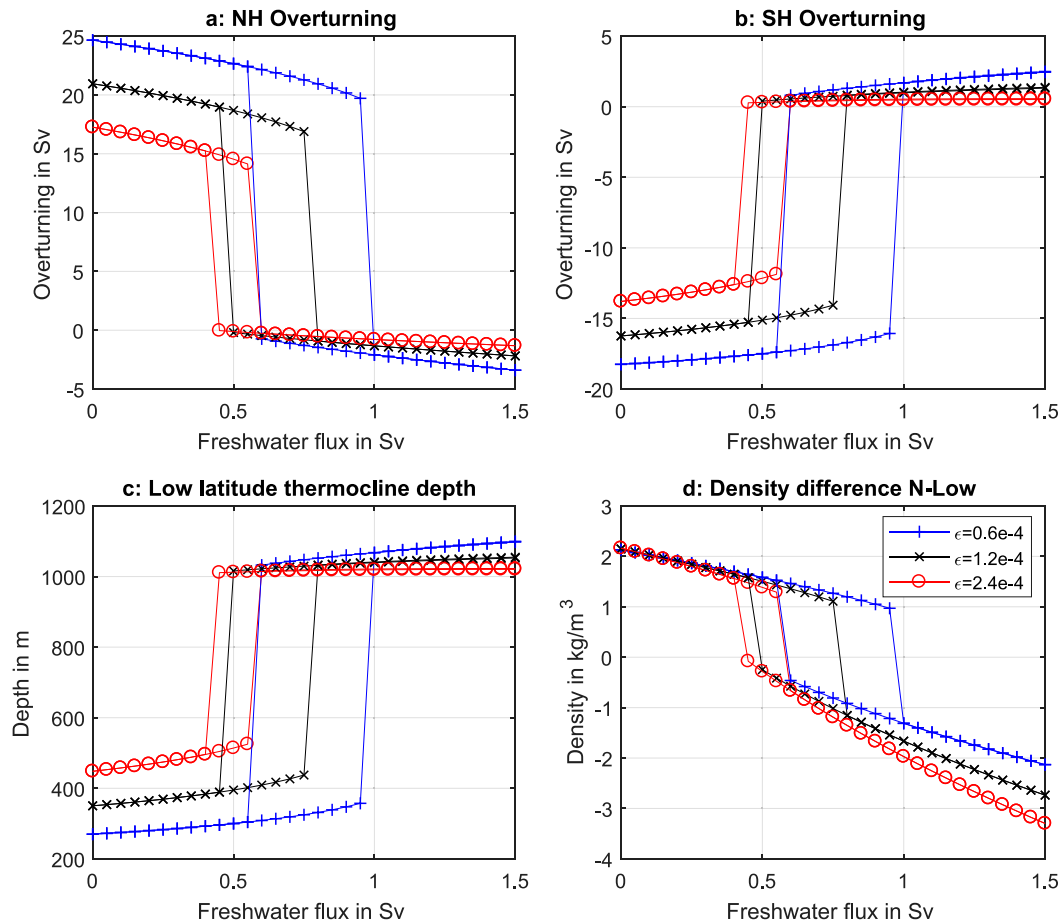 a: NH Overturning
Overturning in Sv
25
20
15
10
5
0
-5
0
0.5
1
1.5
Freshwater flux in Sv
b: SH Overturning
Overturning in Sv
5
0
-5
-10
-15
-20
0
0.5
1
1.5
Freshwater flux in Sv
c: Low latitude thermocline depth
Depth in m
1200
1000
800
600
400
200
0
0.5
1
1.5
Freshwater flux in Sv
d: Density difference N-Low
Density in kg/m³
3
2
1
0
-1
-2
-3
-4
0
0.5
1
1.5
Freshwater flux in Sv
ϵ=0.6e-4
ϵ=1.2e-4
ϵ=2.4e-4